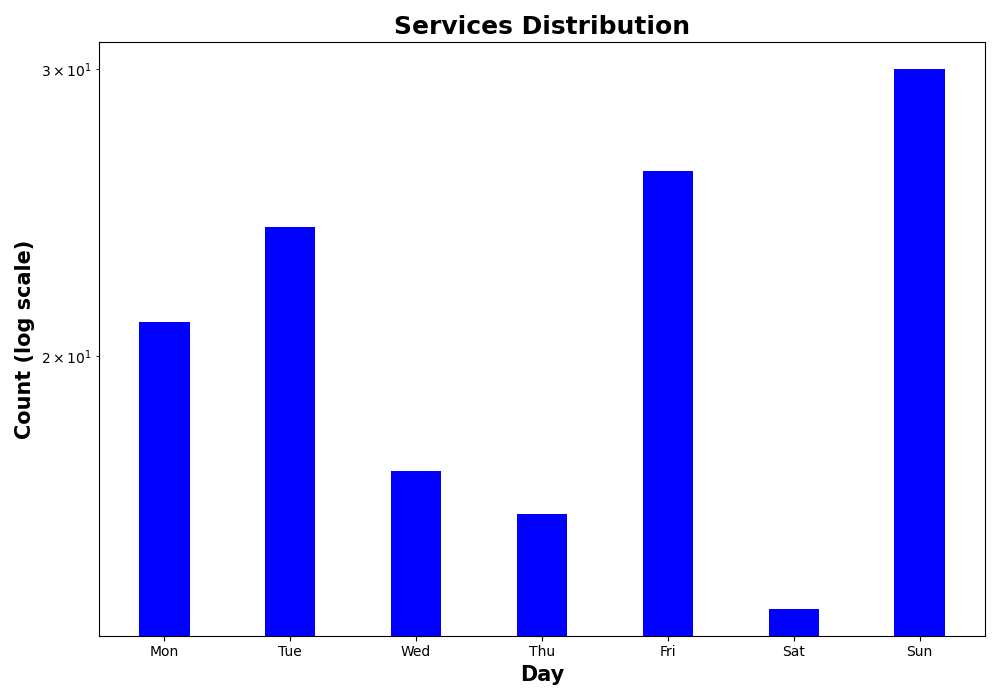 Services Distribution
Count (log scale)
3 × 10¹
2 × 10¹
Mon Tue Wed Thu Fri Sat Sun
Day